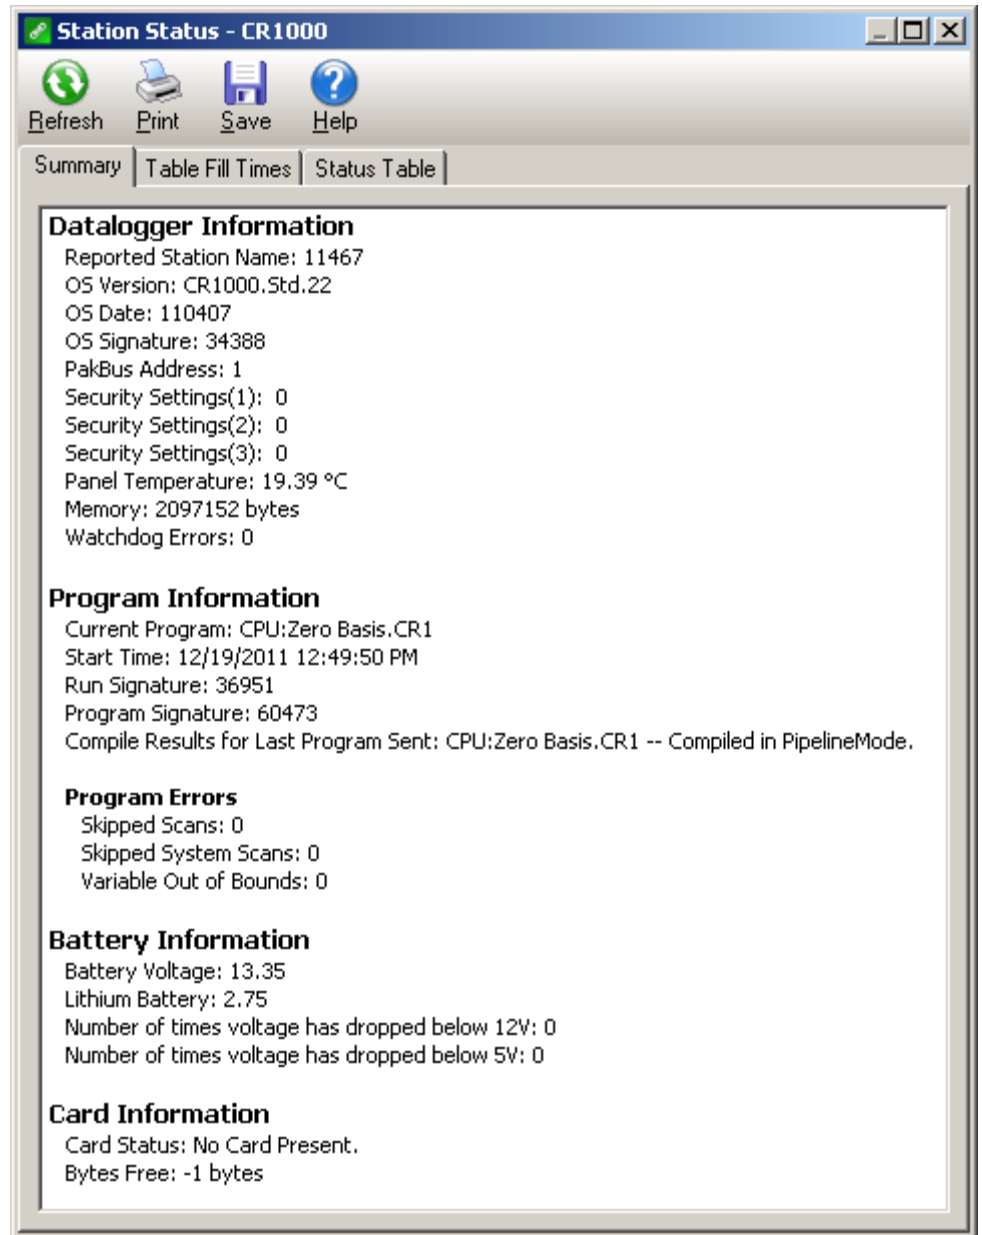 Station Status - CR1000
Refresh Print Save Help
Summary Table Fill Times Status Table
Datalogger Information
Reported Station Name: 11467
OS Version: CR1000.Std.22
OS Date: 110407
OS Signature: 34388
PakBus Address: 1
Security Settings(1): 0
Security Settings(2): 0
Security Settings(3): 0
Panel Temperature: 19.39 °C
Memory: 2097152 bytes
Watchdog Errors: 0
Program Information
Current Program: CPU:Zero Basis.CR1
Start Time: 12/19/2011 12:49:50 PM
Run Signature: 36951
Program Signature: 60473
Compile Results for Last Program Sent: CPU:Zero Basis.CR1 -- Compiled in PipelineMode.
Program Errors
Skipped Scans: 0
Skipped System Scans: 0
Variable Out of Bounds: 0
Battery Information
Battery Voltage: 13.35
Lithium Battery: 2.75
Number of times voltage has dropped below 12V: 0
Number of times voltage has dropped below 5V: 0
Card Information
Card Status: No Card Present.
Bytes Free: -1 bytes